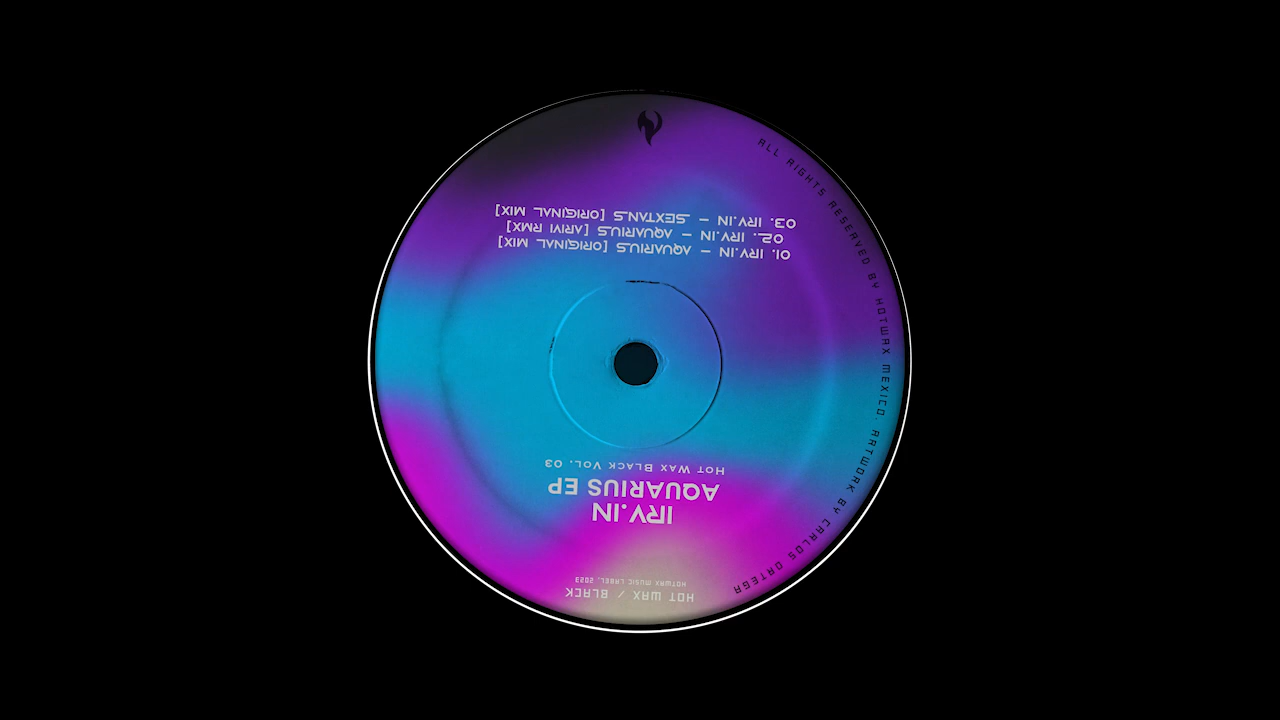 HOT WAX / BLACK
HOTWAX MUSIC LABEL, 2023
IRV.IN
AQUARIUS EP
HOT WAX BLACK VOL. 03
01. IRV.IN — AQUARIUS [ORIGINAL MIX]
02. IRV.IN — AQUARIUS [ARIVI RMX]
03. IRV.IN — SEXTANS [ORIGINAL MIX]
ALL RIGHTS RESERVED BY HOTWAX MEXICO. ARTWORK BY CARLOS ORTEGA